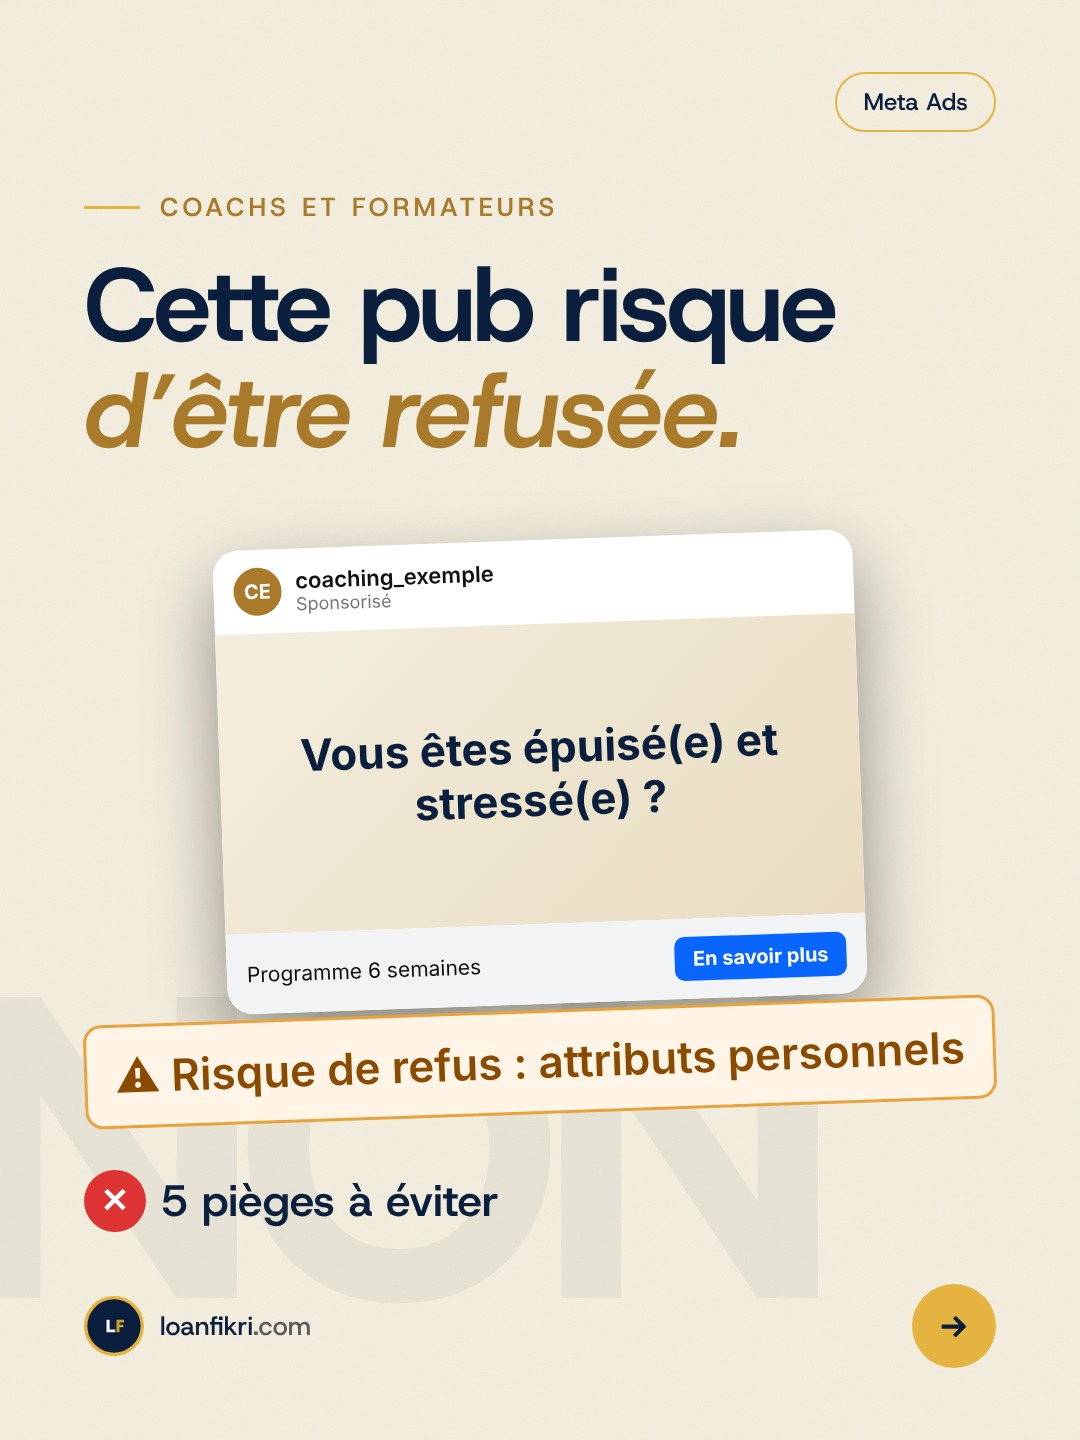 Meta Ads
COACHS ET FORMATEURS
Cette pub risque
d’être refusée.
CE
coaching_exemple
Sponsorisé
Vous êtes épuisé(e) et
stressé(e) ?
Programme 6 semaines
En savoir plus
Risque de refus : attributs personnels
NON
5 pièges à éviter
LF
loanfikri.com